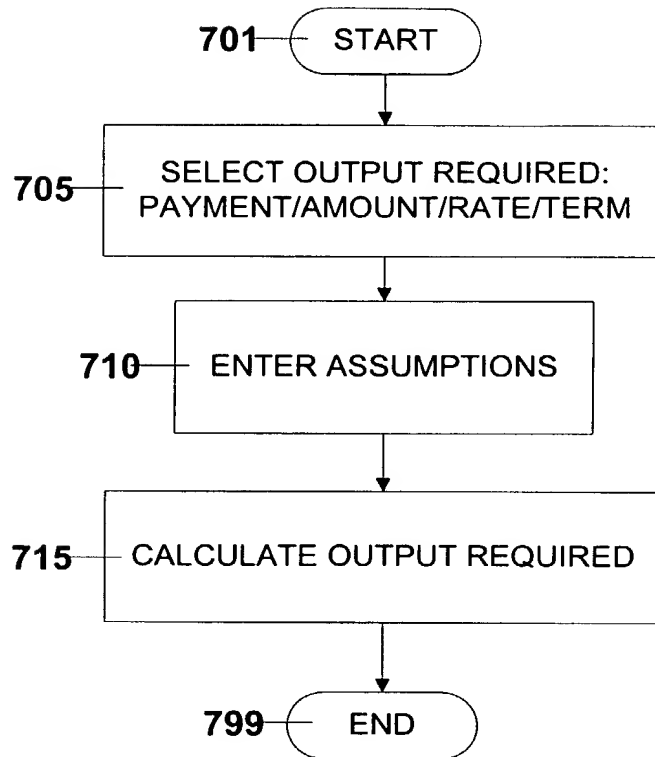 701 START
705 SELECT OUTPUT REQUIRED:
PAYMENT/AMOUNT/RATE/TERM
710 ENTER ASSUMPTIONS
715 CALCULATE OUTPUT REQUIRED
799 END